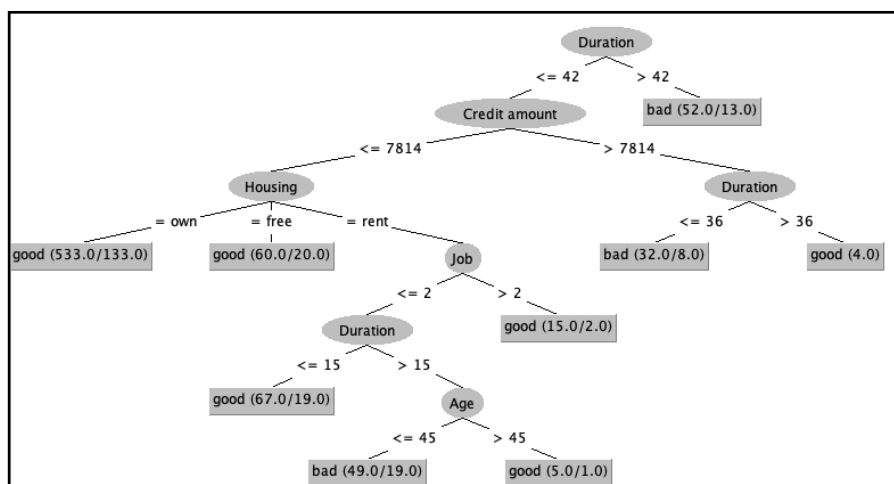 Duration
<= 42
> 42
Credit amount
bad (52.0/13.0)
<= 7814
> 7814
Housing
Duration
= own
= free
= rent
<= 36
> 36
good (533.0/133.0)
good (60.0/20.0)
Job
bad (32.0/8.0)
good (4.0)
<= 2
> 2
Duration
good (15.0/2.0)
<= 15
> 15
good (67.0/19.0)
Age
<= 45
> 45
bad (49.0/19.0)
good (5.0/1.0)